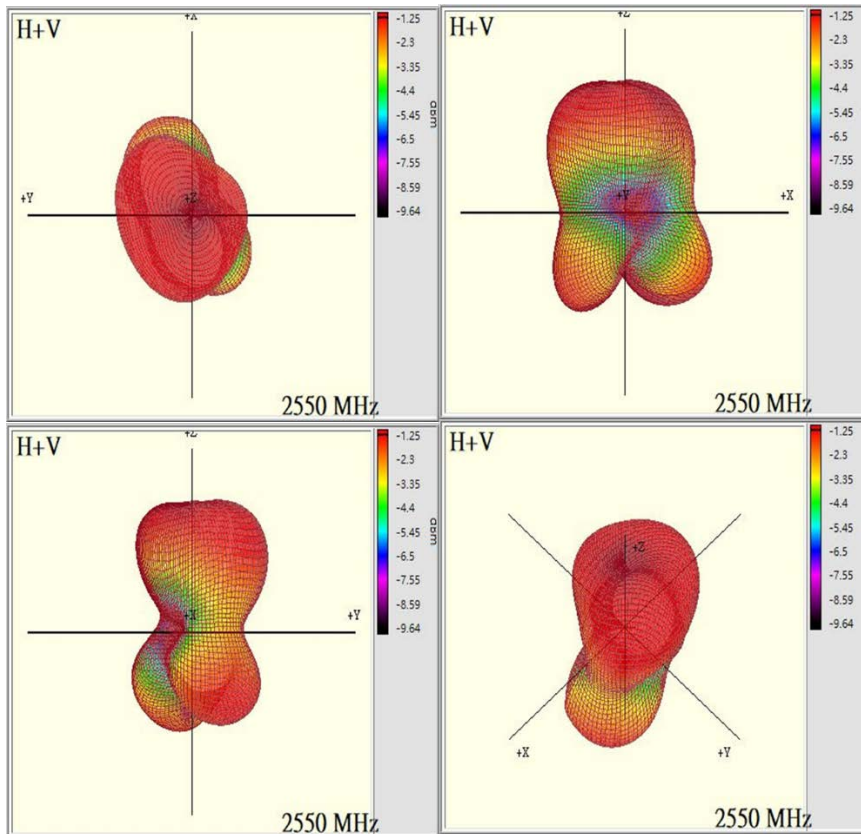 H+V
+X
+Y
+Z
-1.25
-2.3
-3.35
-4.4
-5.45
-6.5
-7.55
-8.59
-9.64
dBm
2550 MHz
H+V
+Z
+Y
+X
-1.25
-2.3
-3.35
-4.4
-5.45
-6.5
-7.55
-8.59
-9.64
2550 MHz
H+V
+Z
+X
+Y
-1.25
-2.3
-3.35
-4.4
-5.45
-6.5
-7.55
-8.59
-9.64
dBm
2550 MHz
H+V
+Z
+X
+Y
-1.25
-2.3
-3.35
-4.4
-5.45
-6.5
-7.55
-8.59
-9.64
2550 MHz